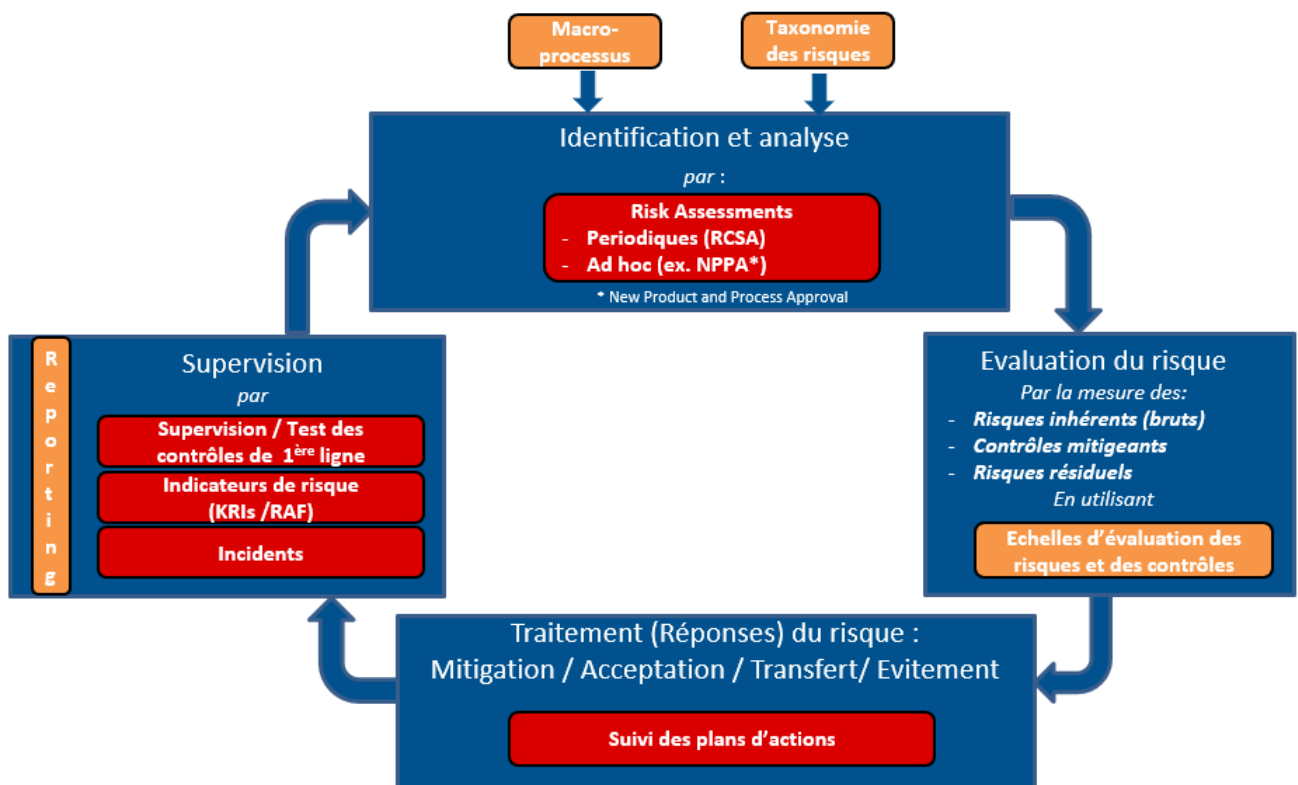 Macro-
processus
Taxonomie
des risques
Identification et analyse
par :
Risk Assessments
- Periodiques (RCSA)
- Ad hoc (ex. NPPA*)
* New Product and Process Approval
Reporting
Supervision
par
Supervision / Test des
contrôles de 1ère ligne
Indicateurs de risque
(KRIs /RAF)
Incidents
Evaluation du risque
Par la mesure des:
- Risques inhérents (bruts)
- Contrôles mitigeants
- Risques résiduels
En utilisant
Echelles d’évaluation des
risques et des contrôles
Traitement (Réponses) du risque :
Mitigation / Acceptation / Transfert/ Evitement
Suivi des plans d’actions